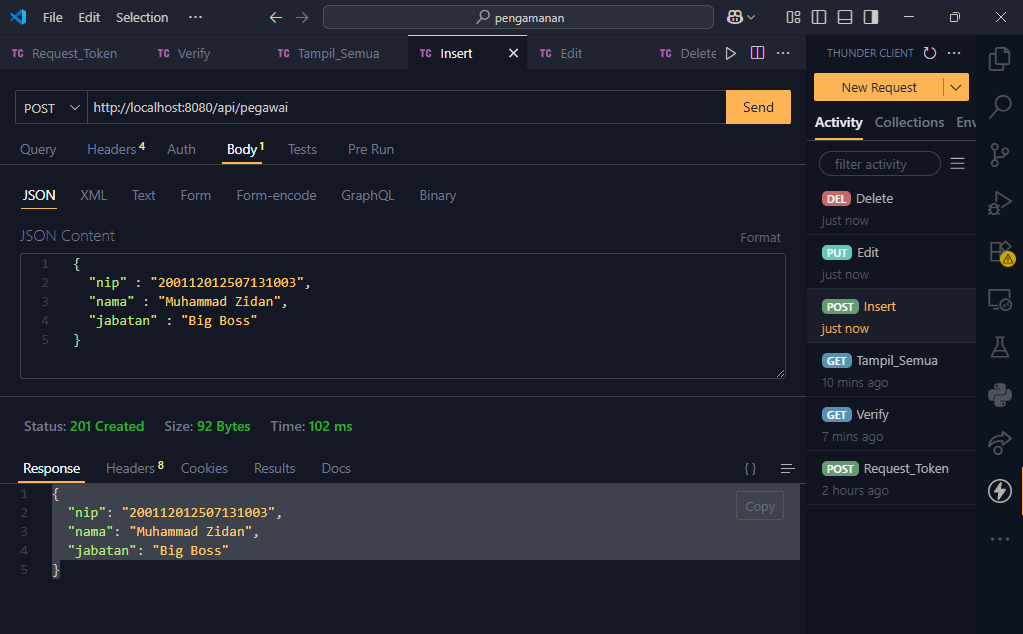 File Edit Selection ··· ← → pengamanan
TC Request_Token TC Verify TC Tampil_Semua TC Insert × TC Edit TC Delete ···
THUNDER CLIENT ···
POST http://localhost:8080/api/pegawai Send
New Request
Activity Collections Env
Query Headers 4 Auth Body 1 Tests Pre Run
filter activity
JSON XML Text Form Form-encode GraphQL Binary
JSON Content
Format
1 {
2 "nip" : "200112012507131003",
3 "nama" : "Muhammad Zidan",
4 "jabatan" : "Big Boss"
5 }
Status: 201 Created Size: 92 Bytes Time: 102 ms
Response Headers 8 Cookies Results Docs { }
1 {
2 "nip": "200112012507131003",
3 "nama": "Muhammad Zidan",
4 "jabatan": "Big Boss"
5 }
Copy
DEL Delete
just now
PUT Edit
just now
POST Insert
just now
GET Tampil_Semua
10 mins ago
GET Verify
7 mins ago
POST Request_Token
2 hours ago